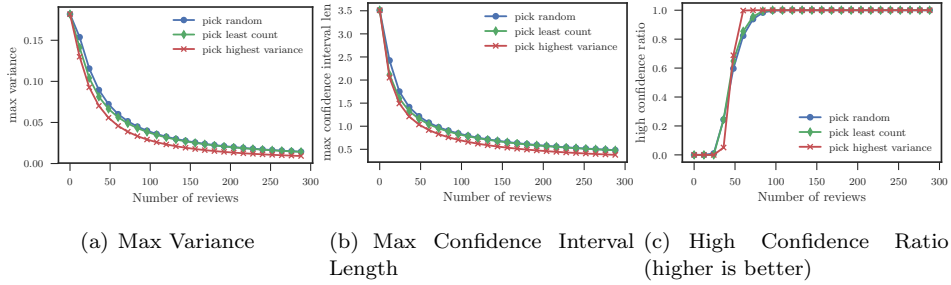 pick random
pick least count
pick highest variance
max variance
0.15
0.10
0.05
0.00
0 50 100 150 200 250 300
Number of reviews
(a) Max Variance
pick random
pick least count
pick highest variance
max confidence interval len
3.5
3.0
2.5
2.0
1.5
1.0
0.5
0 50 100 150 200 250 300
Number of reviews
(b) Max Confidence Interval
Length
pick random
pick least count
pick highest variance
high confidence ratio
1.0
0.8
0.6
0.4
0.2
0.0
0 50 100 150 200 250 300
Number of reviews
(c) High Confidence Ratio
(higher is better)